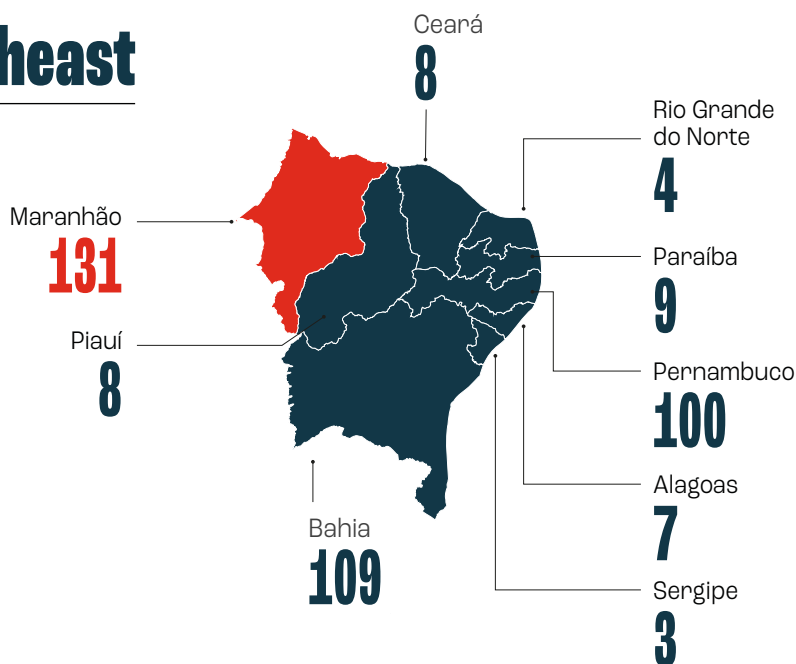 heast
Ceará
8
Rio Grande
do Norte
4
Maranhão
131
Paraíba
9
Piauí
8
Pernambuco
100
Alagoas
7
Bahia
109
Sergipe
3